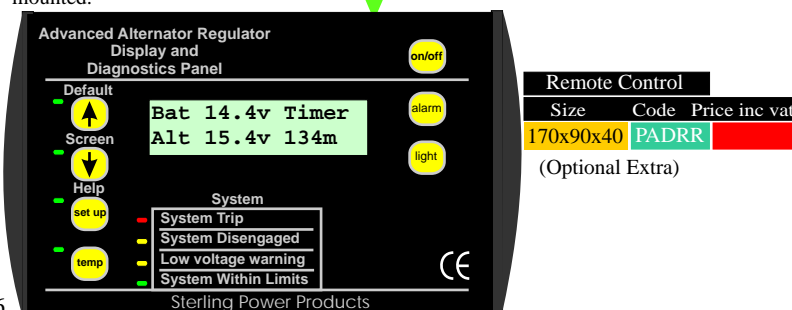 mounted.
Advanced Alternator Regulator
Display and
Diagnostics Panel
on/off
Default
Bat 14.4v Timer
Alt 15.4v 134m
alarm
Screen
light
Help
set up
System
System Trip
System Disengaged
temp
Low voltage warning
System Within Limits
CE
Sterling Power Products
Remote Control
Size Code Price inc vat
170x90x40 PADRR
(Optional Extra)